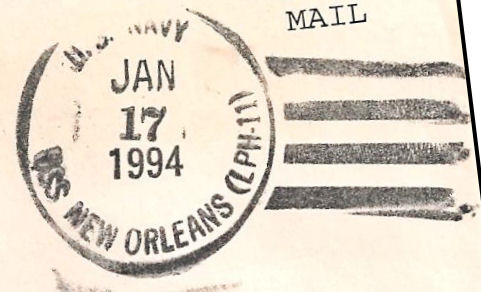 MAIL
U.S. NAVY
JAN
17
1994
USS NEW ORLEANS (LPH-11)